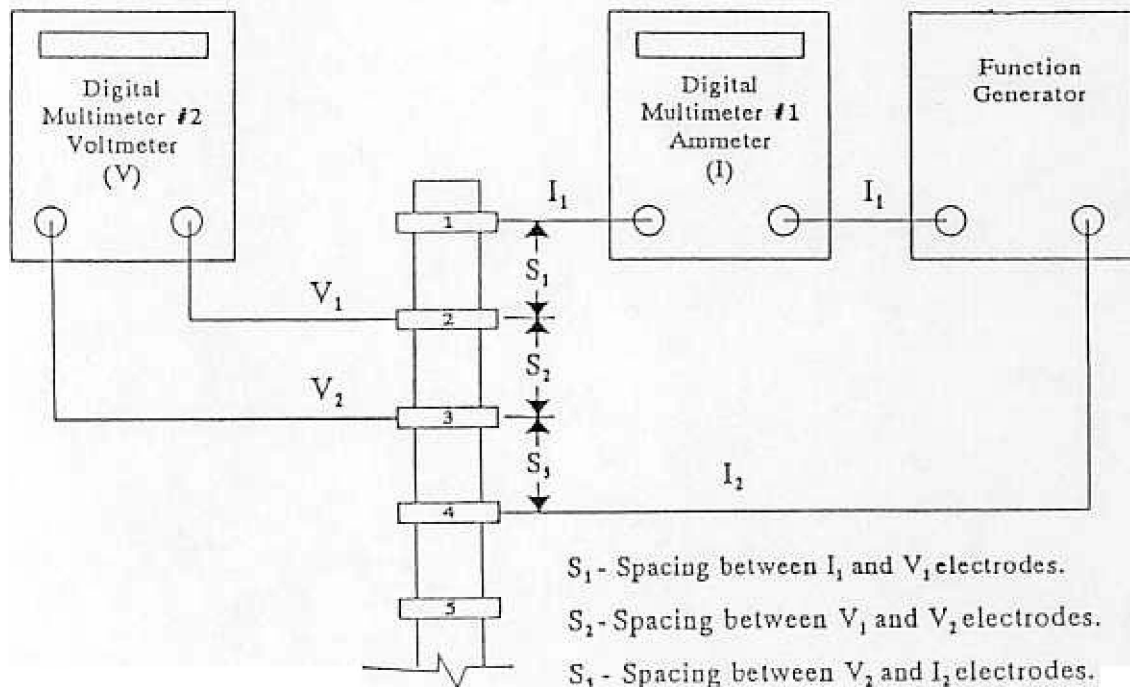 Digital
Multimeter #2
Voltmeter
(V)
Digital
Multimeter #1
Ammeter
(I)
Function
Generator
I₁
I₁
1
S₁
V₁
2
S₂
V₂
3
S₃
I₂
4
5
S₁ - Spacing between I₁ and V₁ electrodes.
S₂ - Spacing between V₁ and V₂ electrodes.
S₃ - Spacing between V₂ and I₂ electrodes.